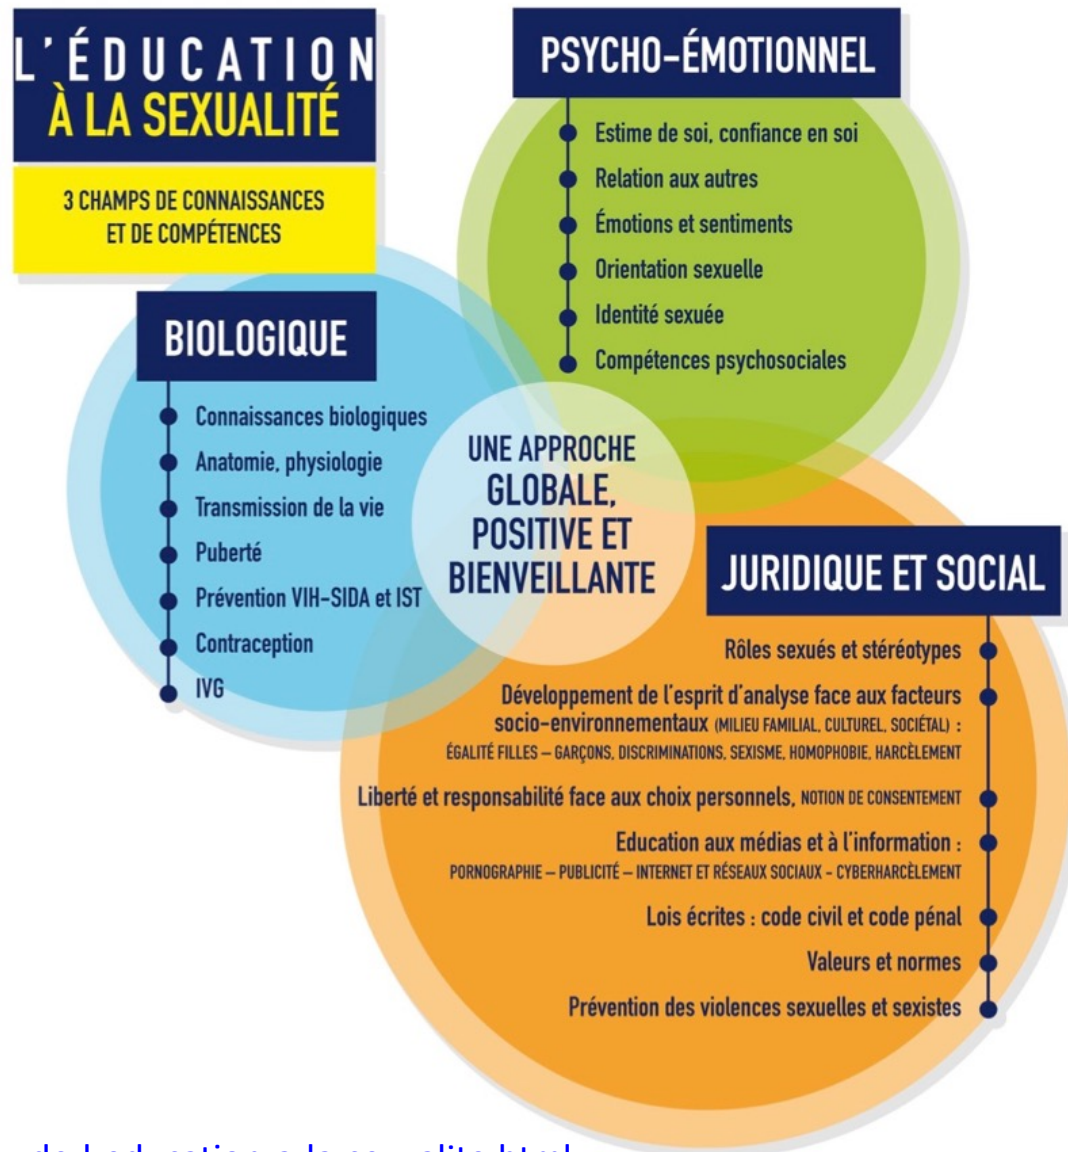 L'ÉDUCATION
À LA SEXUALITÉ
3 CHAMPS DE CONNAISSANCES
ET DE COMPÉTENCES
PSYCHO-ÉMOTIONNEL
Estime de soi, confiance en soi
Relation aux autres
Émotions et sentiments
Orientation sexuelle
Identité sexuée
Compétences psychosociales
BIOLOGIQUE
Connaissances biologiques
Anatomie, physiologie
Transmission de la vie
Puberté
Prévention VIH-SIDA et IST
Contraception
IVG
UNE APPROCHE
GLOBALE,
POSITIVE ET
BIENVEILLANTE
JURIDIQUE ET SOCIAL
Rôles sexués et stéréotypes
Développement de l'esprit d'analyse face aux facteurs
socio-environnementaux (MILIEU FAMILIAL, CULTUREL, SOCIÉTAL) :
ÉGALITÉ FILLES – GARÇONS, DISCRIMINATIONS, SEXISME, HOMOPHOBIE, HARCÈLEMENT
Liberté et responsabilité face aux choix personnels, NOTION DE CONSENTEMENT
Education aux médias et à l'information :
PORNOGRAPHIE – PUBLICITÉ – INTERNET ET RÉSEAUX SOCIAUX - CYBERHARCÈLEMENT
Lois écrites : code civil et code pénal
Valeurs et normes
Prévention des violences sexuelles et sexistes